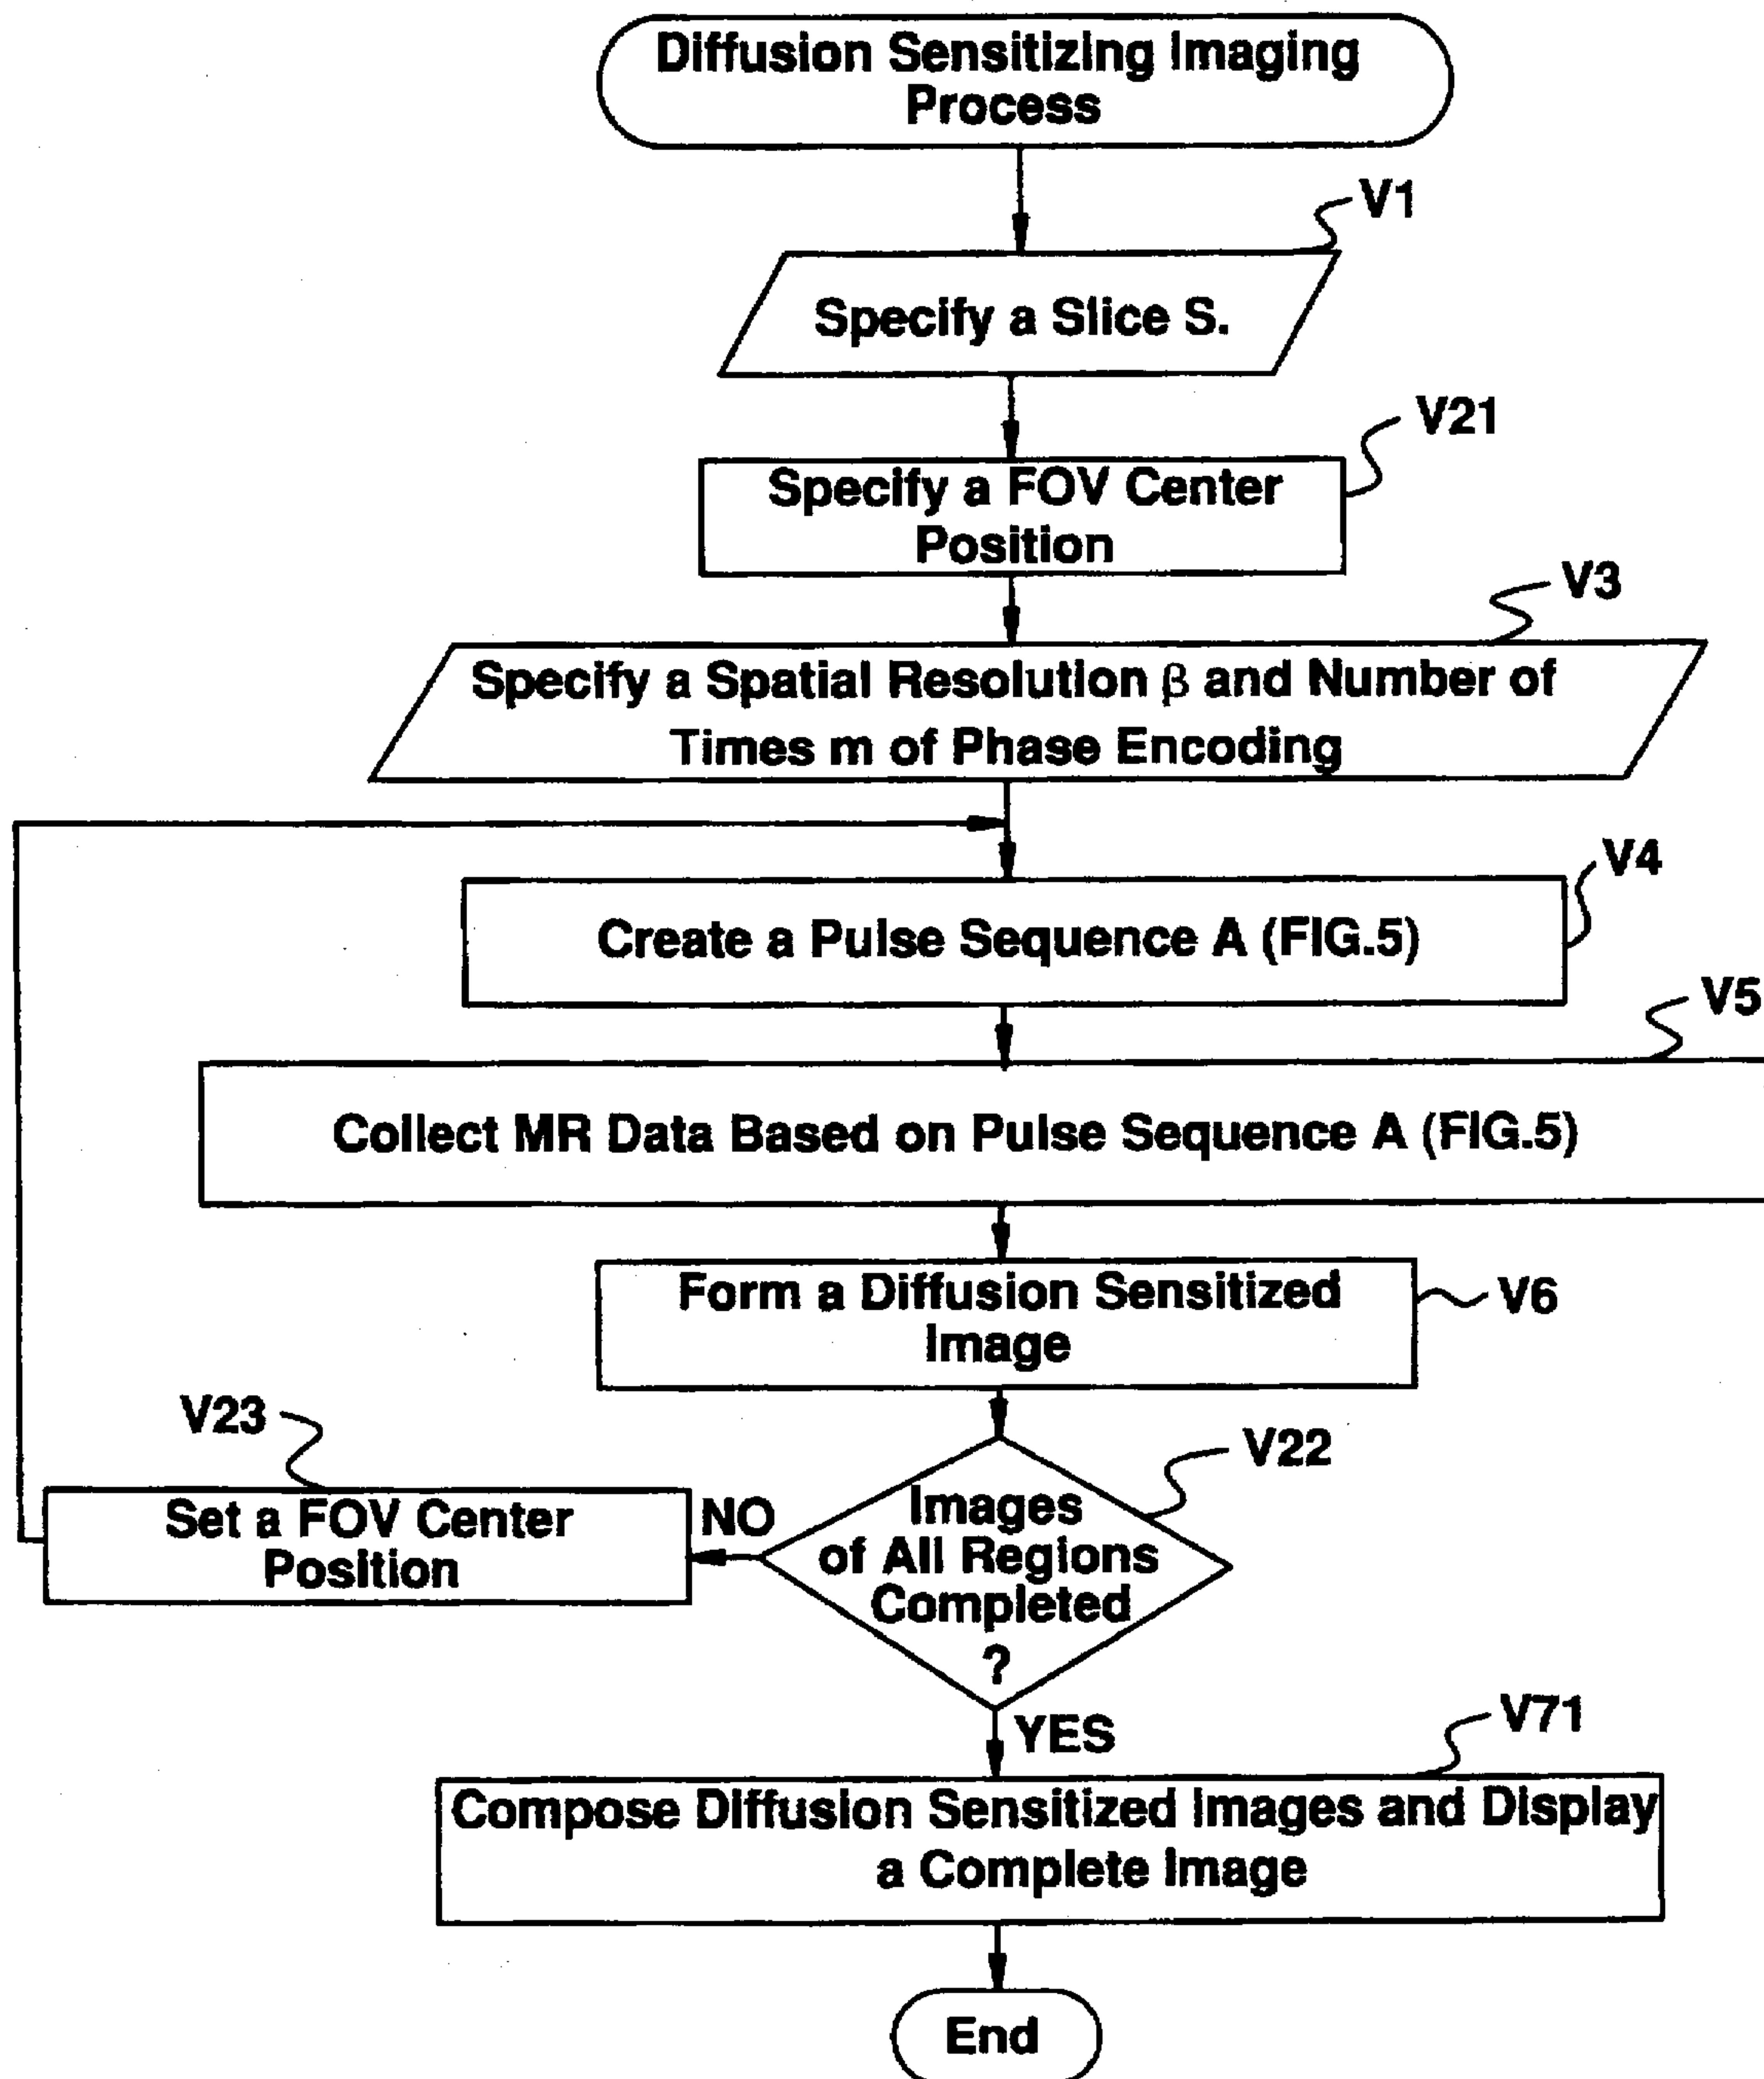 Diffusion Sensitizing Imaging
Process
V1
Specify a Slice S.
V21
Specify a FOV Center
Position
V3
Specify a Spatial Resolution β and Number of
Times m of Phase Encoding
V4
Create a Pulse Sequence A (FIG.5)
V5
Collect MR Data Based on Pulse Sequence A (FIG.5)
Form a Diffusion Sensitized
Image
V6
V23
V22
Set a FOV Center
Position
NO
Images
of All Regions
Completed
?
YES
V71
Compose Diffusion Sensitized Images and Display
a Complete Image
End